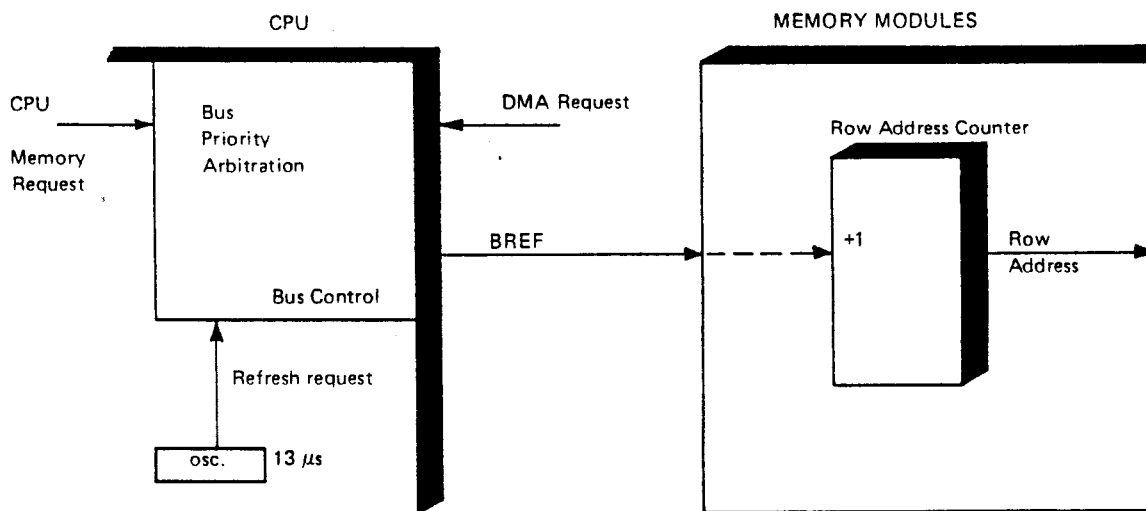 CPU
MEMORY MODULES
CPU
Memory
Request
Bus
Priority
Arbitration
DMA Request
Row Address Counter
BREF
+1
Row
Address
Bus Control
Refresh request
osc.
13 μs